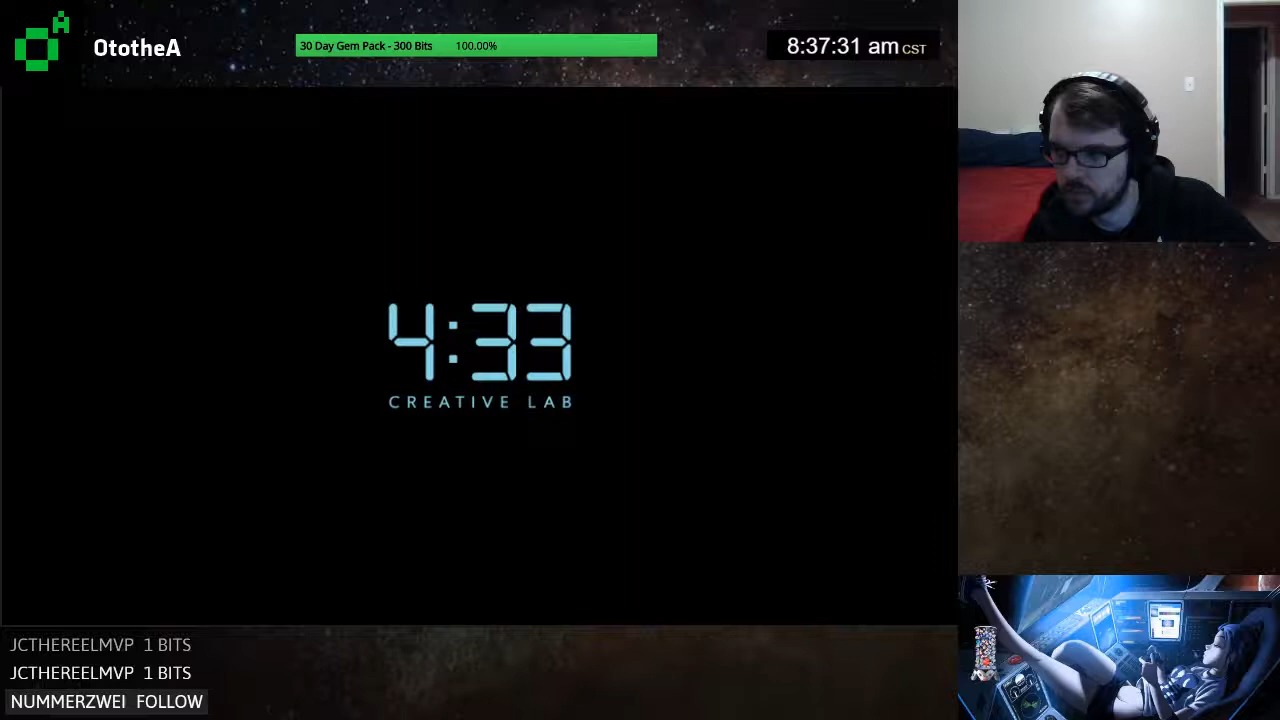 OtotheA
30 Day Gem Pack - 300 Bits 100.00%
8:37:31 am CST
4:33
CREATIVE LAB
JCTHEREELMVP 1 BITS
JCTHEREELMVP 1 BITS
NUMMERZWEI FOLLOW